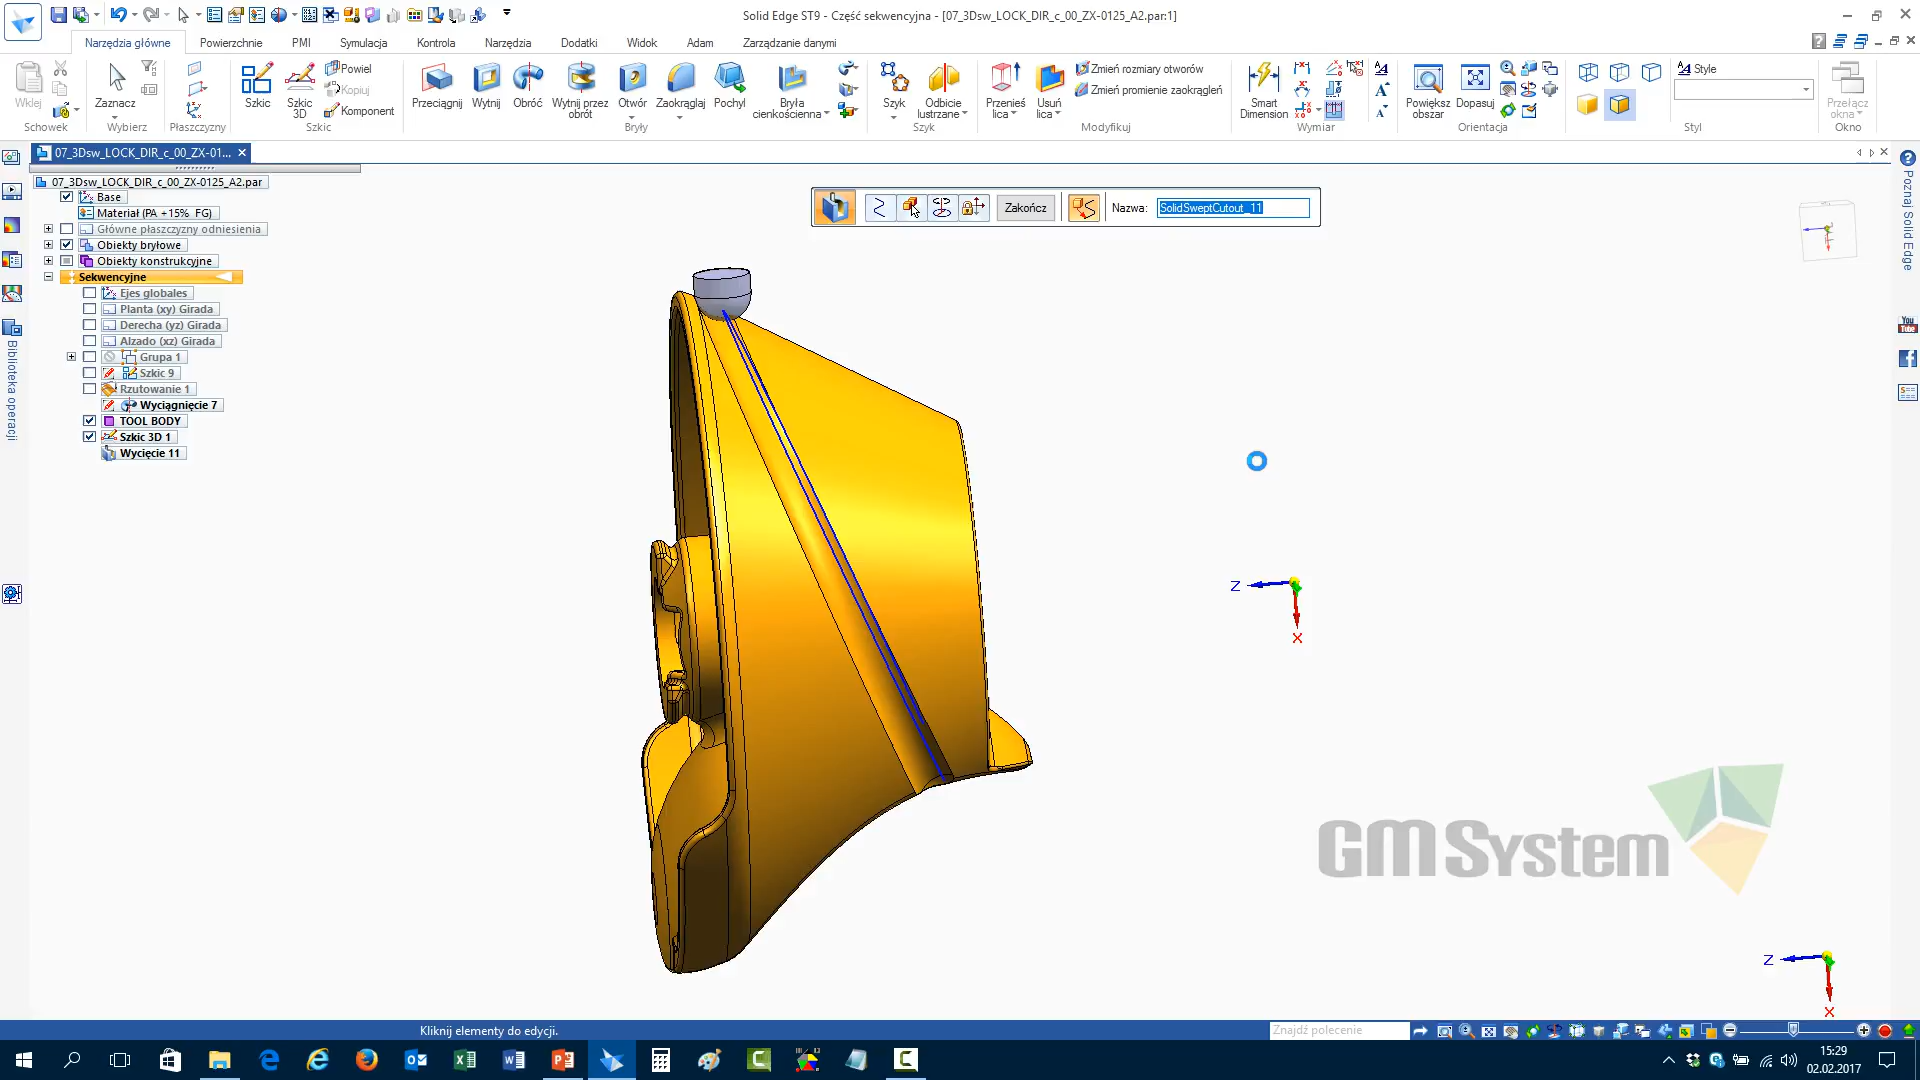 Solid Edge ST9 - Część sekwencyjna - [07_3Dsw_LOCK_DIR_c_00_ZX-0125_A2.par:1]
Narzędzia główne
Powierzchnie
PMI
Symulacja
Kontrola
Narzędzia
Dodatki
Widok
Adam
Zarządzanie danymi
Wklej
Schowek
Zaznacz
Wybierz
Płaszczyzny
Szkic
Szkic 3D
Powiel
Kopiuj
Komponent
Szkic
Przeciągnij
Wytnij
Obróć
Wytnij przez obrót
Otwór
Zaokrąglaj
Pochyl
Bryła cienkościenna
Bryły
Szyk
Odbicie lustrzane
Szyk
Przenieś lica
Usuń lica
Zmień rozmiary otworów
Zmień promienie zaokrągleń
Modyfikuj
Smart Dimension
Wymiar
Powiększ obszar
Dopasuj
Orientacja
Style
Styl
Przełącz okna
Okno
07_3Dsw_LOCK_DIR_c_00_ZX-01...
07_3Dsw_LOCK_DIR_c_00_ZX-0125_A2.par
Base
Materiał (PA +15% FG)
Główne płaszczyzny odniesienia
Obiekty bryłowe
Obiekty konstrukcyjne
Sekwencyjne
Ejes globales
Planta (xy) Girada
Derecha (yz) Girada
Alzado (xz) Girada
Grupa 1
Szkic 9
Rzutowanie 1
Wyciągnięcie 7
TOOL BODY
Szkic 3D 1
Wycięcie 11
Biblioteka operacji
Zakończ
Nazwa:
SolidSweptCutout_11
Poznaj Solid Edge
You Tube
Z
X
GMSystem
Z
X
Kliknij elementy do edycji.
Znajdź polecenie
15:29
02.02.2017